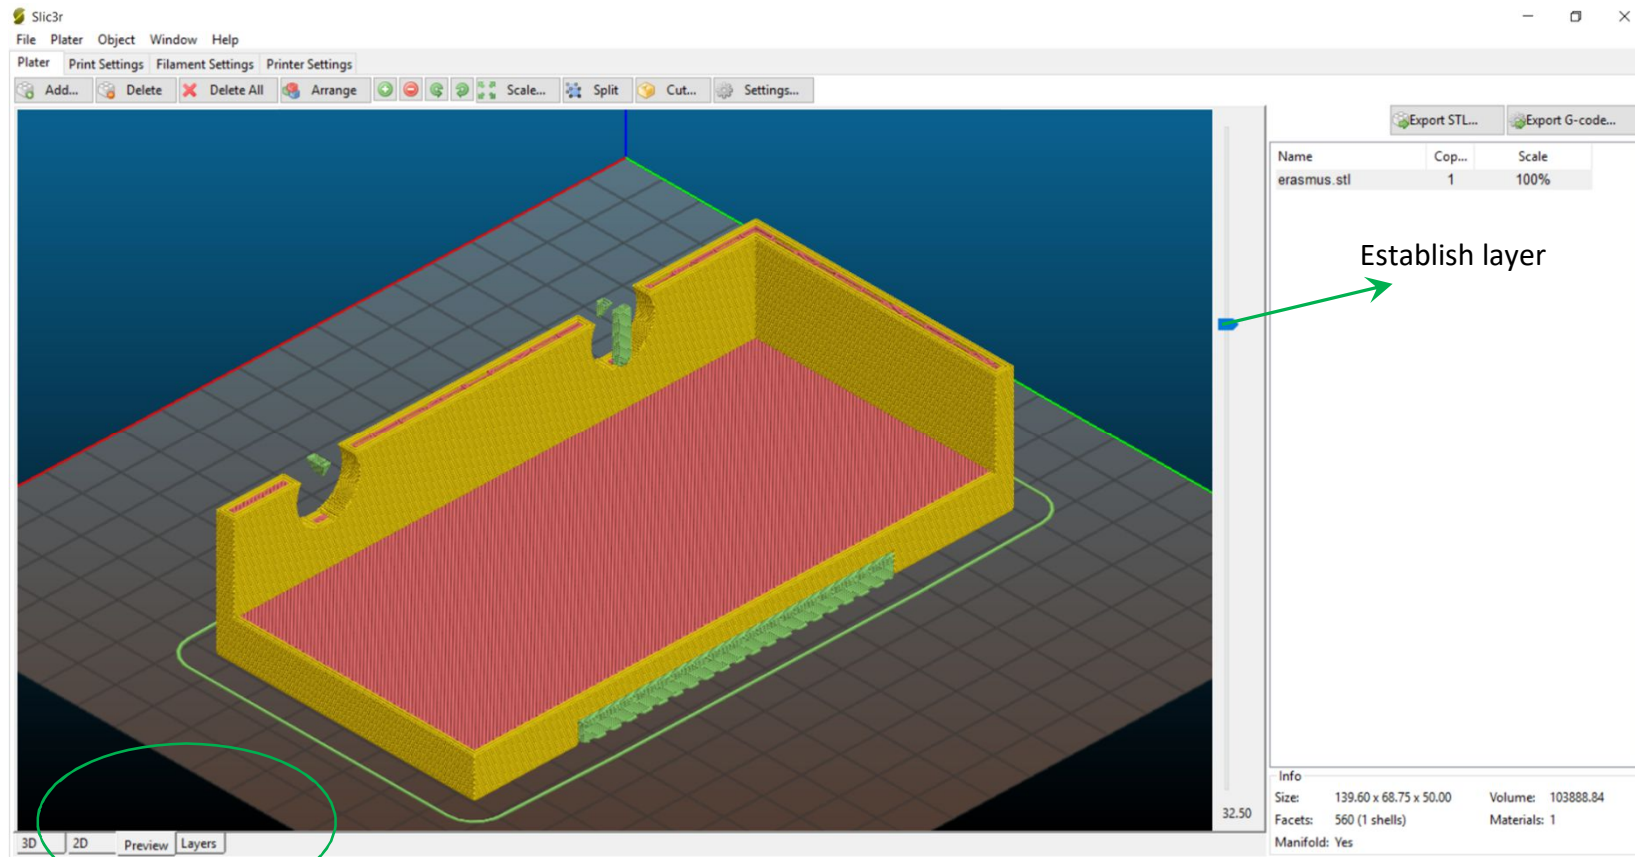 Slic3r
File Plater Object Window Help
Plater Print Settings Filament Settings Printer Settings
Add... Delete Delete All Arrange Scale... Split Cut... Settings...
Export STL... Export G-code...
Name Cop... Scale
erasmus.stl 1 100%
Establish layer
32.50
Info
Size: 139.60 x 68.75 x 50.00 Volume: 103888.84
Facets: 560 (1 shells) Materials: 1
Manifold: Yes
3D 2D Preview Layers